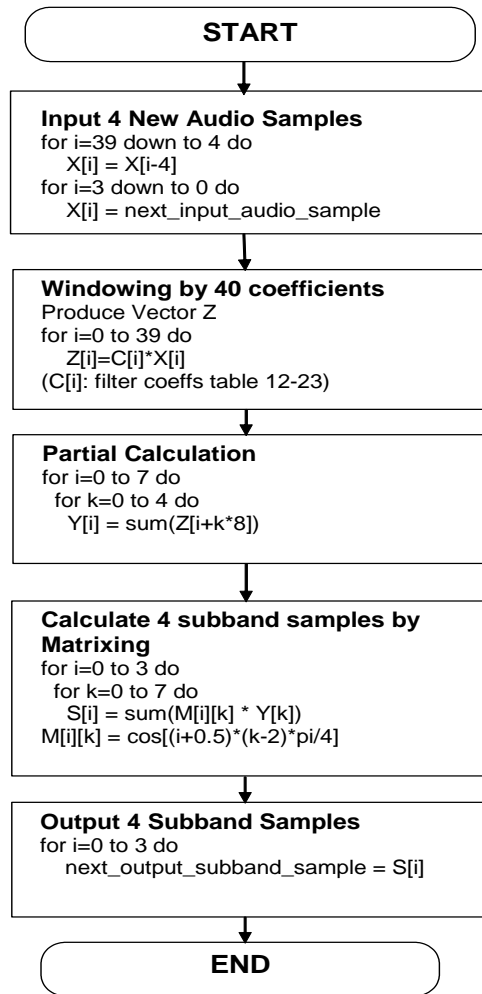 START
Input 4 New Audio Samples
for i=39 down to 4 do
X[i] = X[i-4]
for i=3 down to 0 do
X[i] = next_input_audio_sample
Windowing by 40 coefficients
Produce Vector Z
for i=0 to 39 do
Z[i]=C[i]*X[i]
(C[i]: filter coeffs table 12-23)
Partial Calculation
for i=0 to 7 do
for k=0 to 4 do
Y[i] = sum(Z[i+k*8])
Calculate 4 subband samples by
Matrixing
for i=0 to 3 do
for k=0 to 7 do
S[i] = sum(M[i][k] * Y[k])
M[i][k] = cos[(i+0.5)*(k-2)*pi/4]
Output 4 Subband Samples
for i=0 to 3 do
next_output_subband_sample = S[i]
END